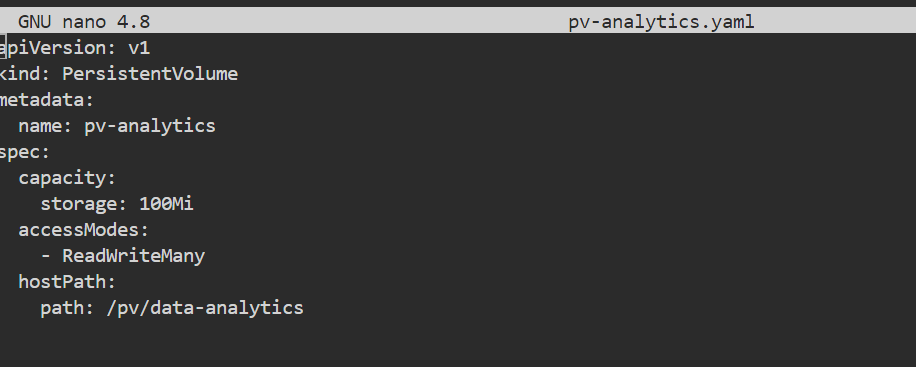 GNU nano 4.8 pv-analytics.yaml
apiVersion: v1
kind: PersistentVolume
metadata:
  name: pv-analytics
spec:
  capacity:
    storage: 100Mi
  accessModes:
    - ReadWriteMany
  hostPath:
    path: /pv/data-analytics